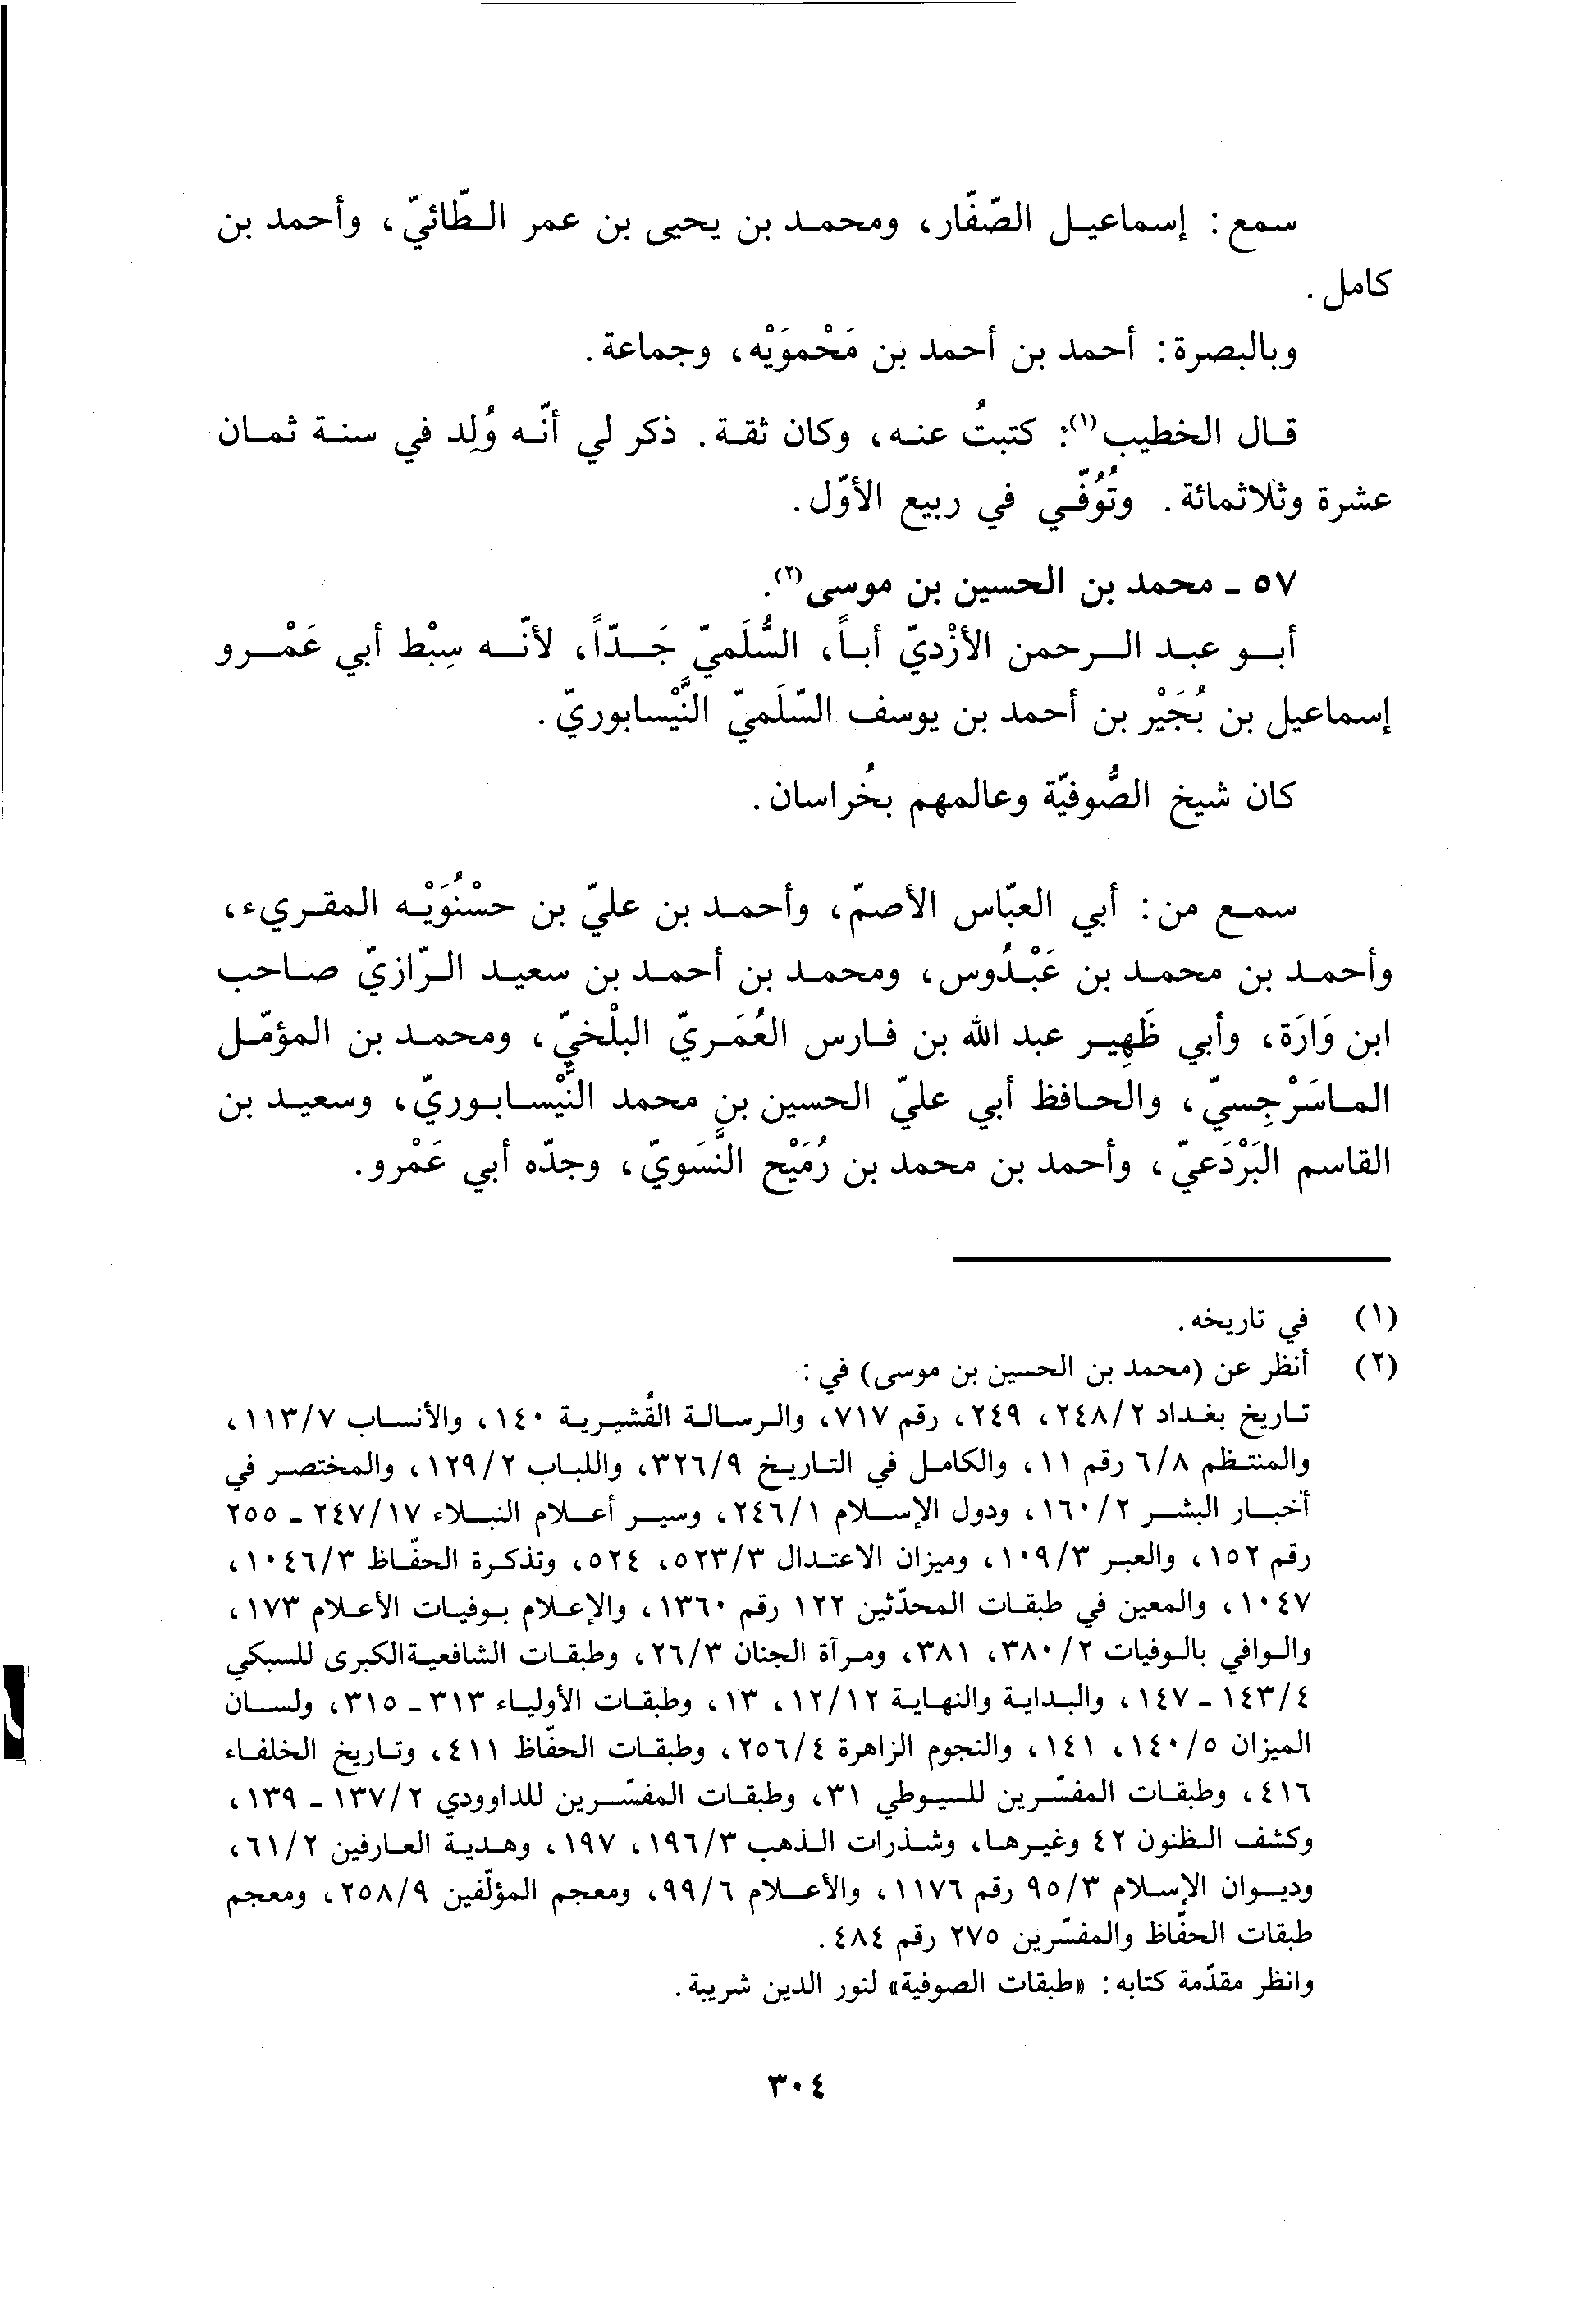 سمع : إسماعيل الصّفّار، ومحمد بن يحيى بن عمر الطّائيّ، وأحمد بن
كامل .
وبالبصرة : أحمد بن أحمد بن مَحْمويْه، وجماعة .
قال الخطيب(١): كتبتُ عنه، وكان ثقة. ذكر لي أنّه وُلِد في سنة ثمان
عشرة وثلاثمائة. وتُوُفّي في ربيع الأوّل.
٥٧ ـ محمد بن الحسين بن موسى(٢).
أبو عبد الرحمن الأزْديّ أباً، السُّلَميّ جَدّاً، لأنّه سِبْط أبي عَمْرو
إسماعيل بن بُجَيْر بن أحمد بن يوسف السّلَميّ النَّيْسابوريّ.
كان شيخ الصُّوفيّة وعالمهم بخُراسان.
سمع من : أبي العبّاس الأصمّ، وأحمد بن عليّ بن حسْنُوَيْه المقريء،
وأحمد بن محمد بن عَبْدُوس، ومحمد بن أحمد بن سعيد الرّازيّ صاحب
ابن وَارَة، وأبي ظَهِير عبد الله بن فارس العُمَريّ البلْخيّ، ومحمد بن المؤمّل
الماسَرْجِسيّ، والحافظ أبي عليّ الحسين بن محمد النَّيْسابوريّ، وسعيد بن
القاسم البَرْدَعيّ، وأحمد بن محمد بن رُمَيْح النَّسَويّ، وجدّه أبي عَمْرو.
(١) في تاريخه.
(٢) أنظر عن (محمد بن الحسين بن موسى) في :
تاريخ بغداد ٢٤٨/٢، ٢٤٩، رقم ٧١٧، والرسالة القُشيرية ١٤٠، والأنساب ١١٣/٧،
والمنتظم ٦/٨ رقم ١١، والكامل في التاريخ ٣٢٦/٩، واللباب ١٢٩/٢، والمختصر في
أخبار البشر ١٦٠/٢، ودول الإسلام ٢٤٦/١، وسير أعلام النبلاء ٢٤٧/١٧ ـ ٢٥٥
رقم ١٥٢، والعبر ١٠٩/٣، وميزان الاعتدال ٥٢٣/٣، ٥٢٤، وتذكرة الحفّاظ ١٠٤٦/٣،
١٠٤٧، والمعين في طبقات المحدّثين ١٢٢ رقم ١٣٦٠، والإعلام بوفيات الأعلام ١٧٣،
والوافي بالوفيات ٣٨٠/٢، ٣٨١، ومرآة الجنان ٢٦/٣، وطبقات الشافعيةالكبرى للسبكي
١٤٣/٤ ـ ١٤٧، والبداية والنهاية ١٢/١٢، ١٣، وطبقات الأولياء ٣١٣ ـ ٣١٥، ولسان
الميزان ١٤٠/٥، ١٤١، والنجوم الزاهرة ٢٥٦/٤، وطبقات الحفّاظ ٤١١، وتاريخ الخلفاء
٤١٦، وطبقات المفسّرين للسيوطي ٣١، وطبقات المفسّرين للداوودي ١٣٧/٢ ـ ١٣٩،
وكشف الظنون ٤٢ وغيرها، وشذرات الذهب ١٩٦/٣، ١٩٧، وهدية العارفين ٦١/٢،
وديوان الإسلام ٩٥/٣ رقم ١١٧٦، والأعلام ٩٩/٦، ومعجم المؤلّفين ٢٥٨/٩، ومعجم
طبقات الحفّاظ والمفسّرين ٢٧٥ رقم ٤٨٤.
وانظر مقدّمة كتابه: «طبقات الصوفية» لنور الدين شريبة.
٣٠٤